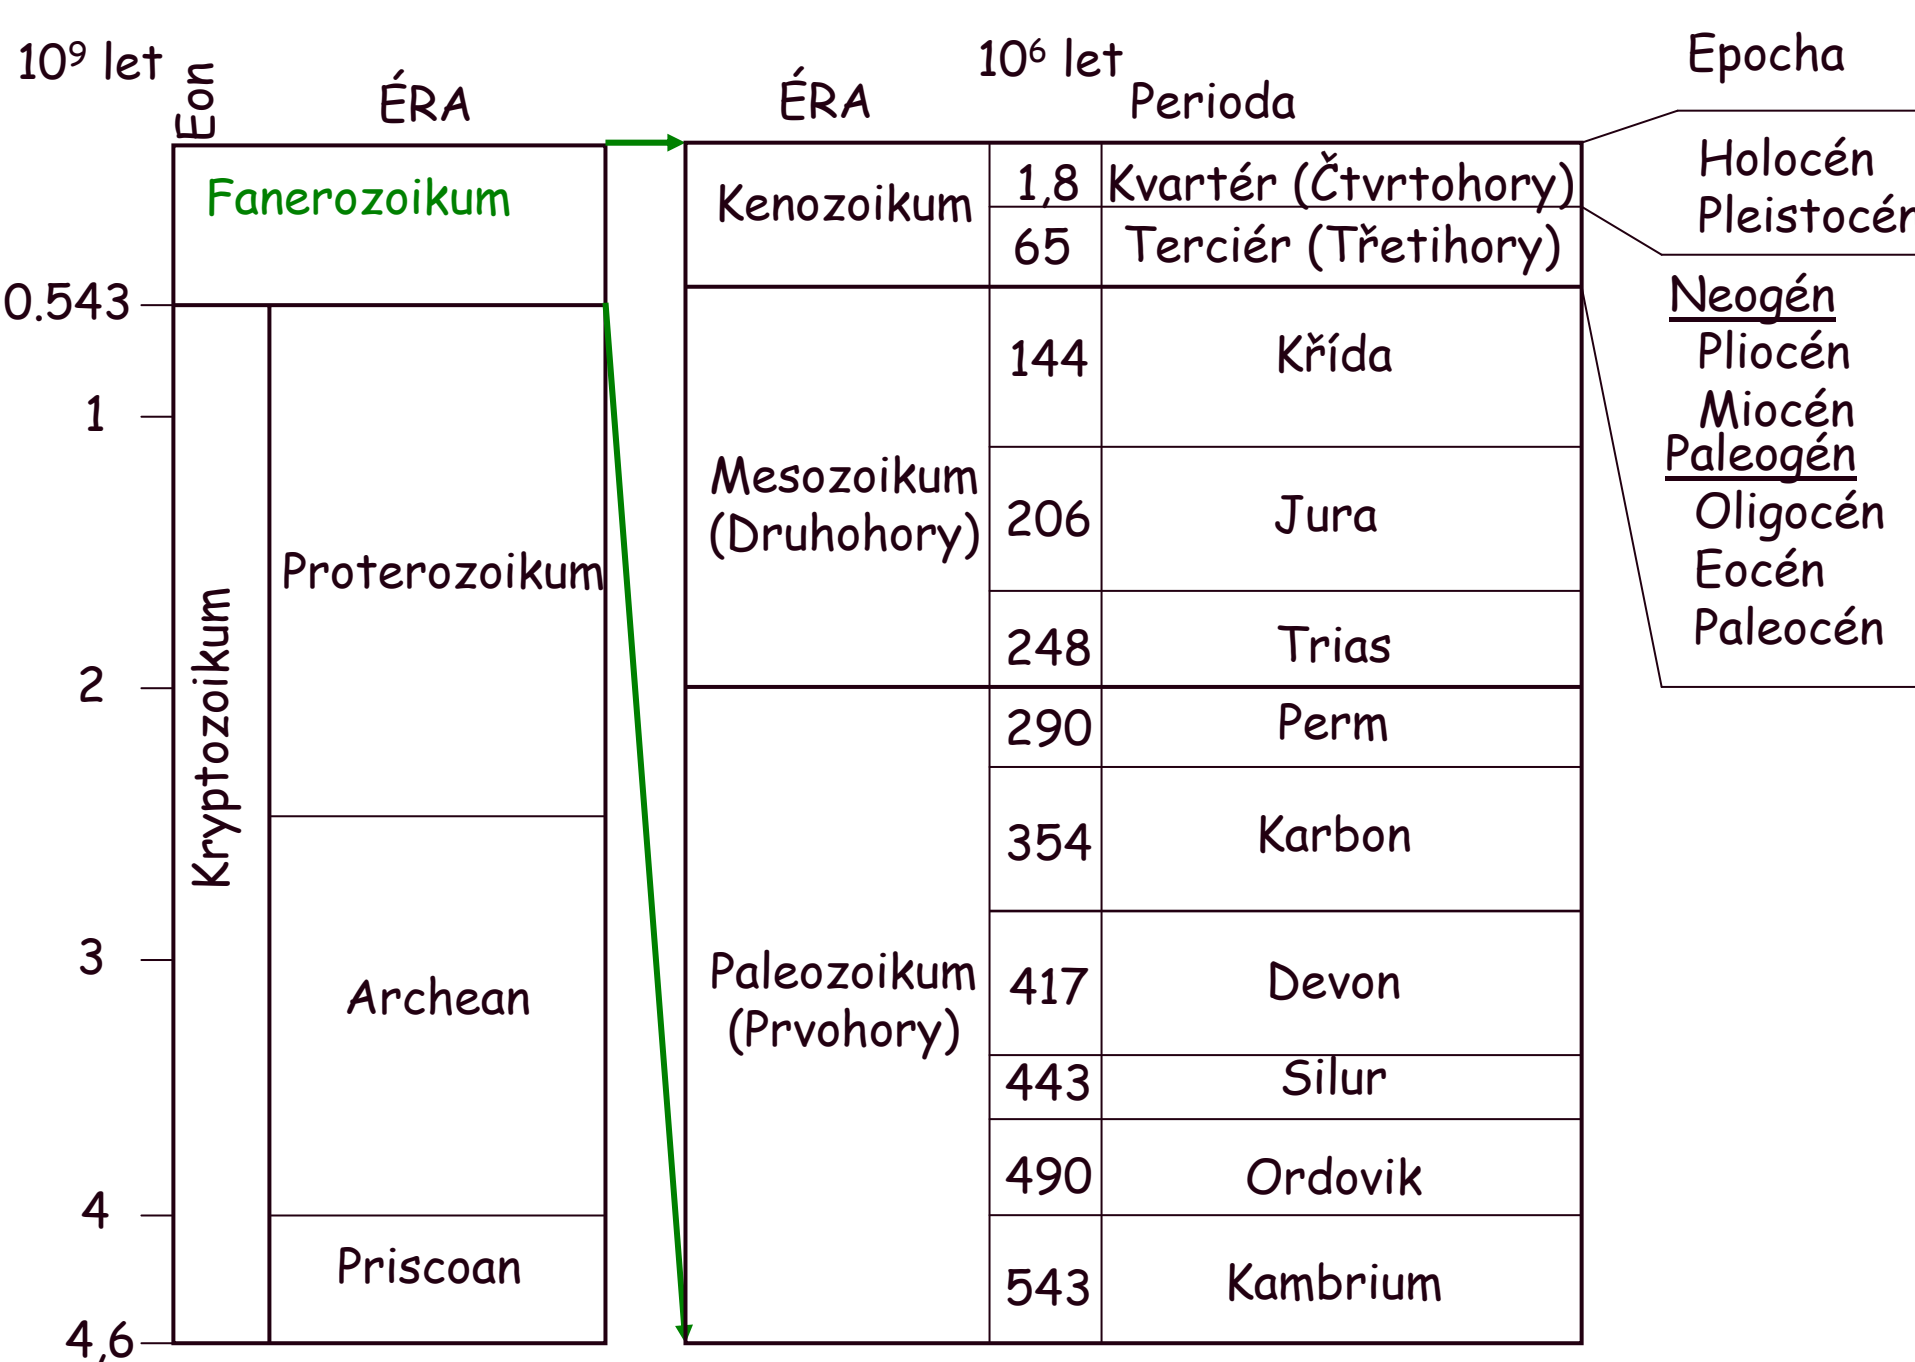 10⁹ let
Eon
ÉRA
ÉRA
10⁶ let
Perioda
Epocha
Fanerozoikum
0.543
1
2
3
4
4,6
Kryptozoikum
Proterozoikum
Archean
Priscoan
Kenozoikum
1,8 Kvartér (Čtvrtohory)
65 Terciér (Třetihory)
Mesozoikum
(Druhohory)
144 Křída
206 Jura
248 Trias
Paleozoikum
(Prvohory)
290 Perm
354 Karbon
417 Devon
443 Silur
490 Ordovik
543 Kambrium
Holocén
Pleistocén
Neogén
Pliocén
Miocén
Paleogén
Oligocén
Eocén
Paleocén